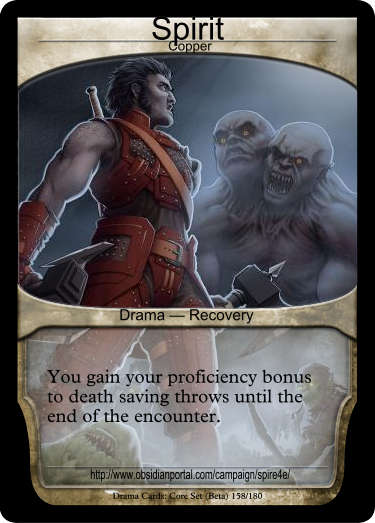 Spirit
Copper
Drama — Recovery
You gain your proficiency bonus
to death saving throws until the
end of the encounter.
http://www.obsidianportal.com/campaign/spire4e/
Drama Cards: Core Set (Beta) 158/180